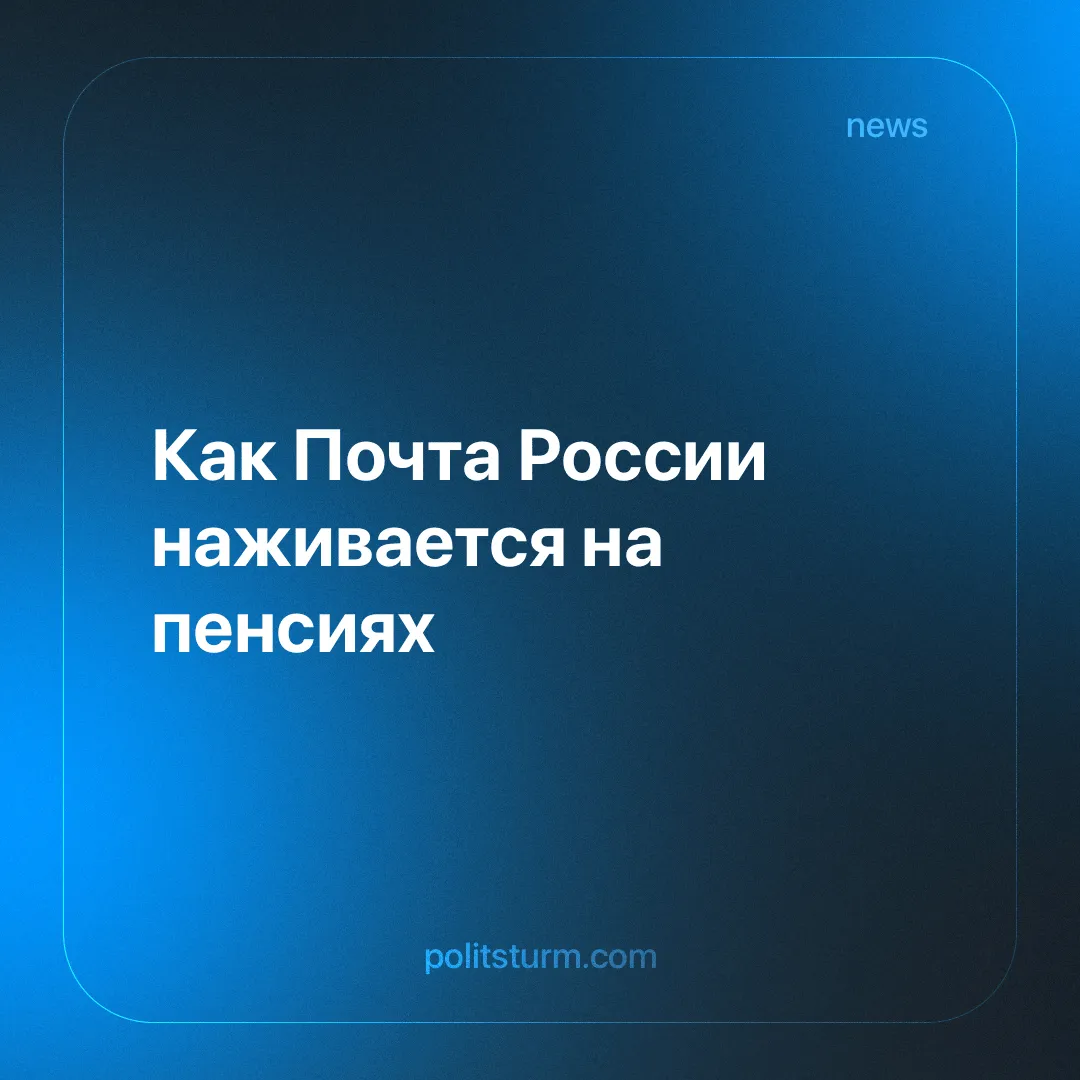 news
Как Почта России
наживается на
пенсиях
politsturm.com